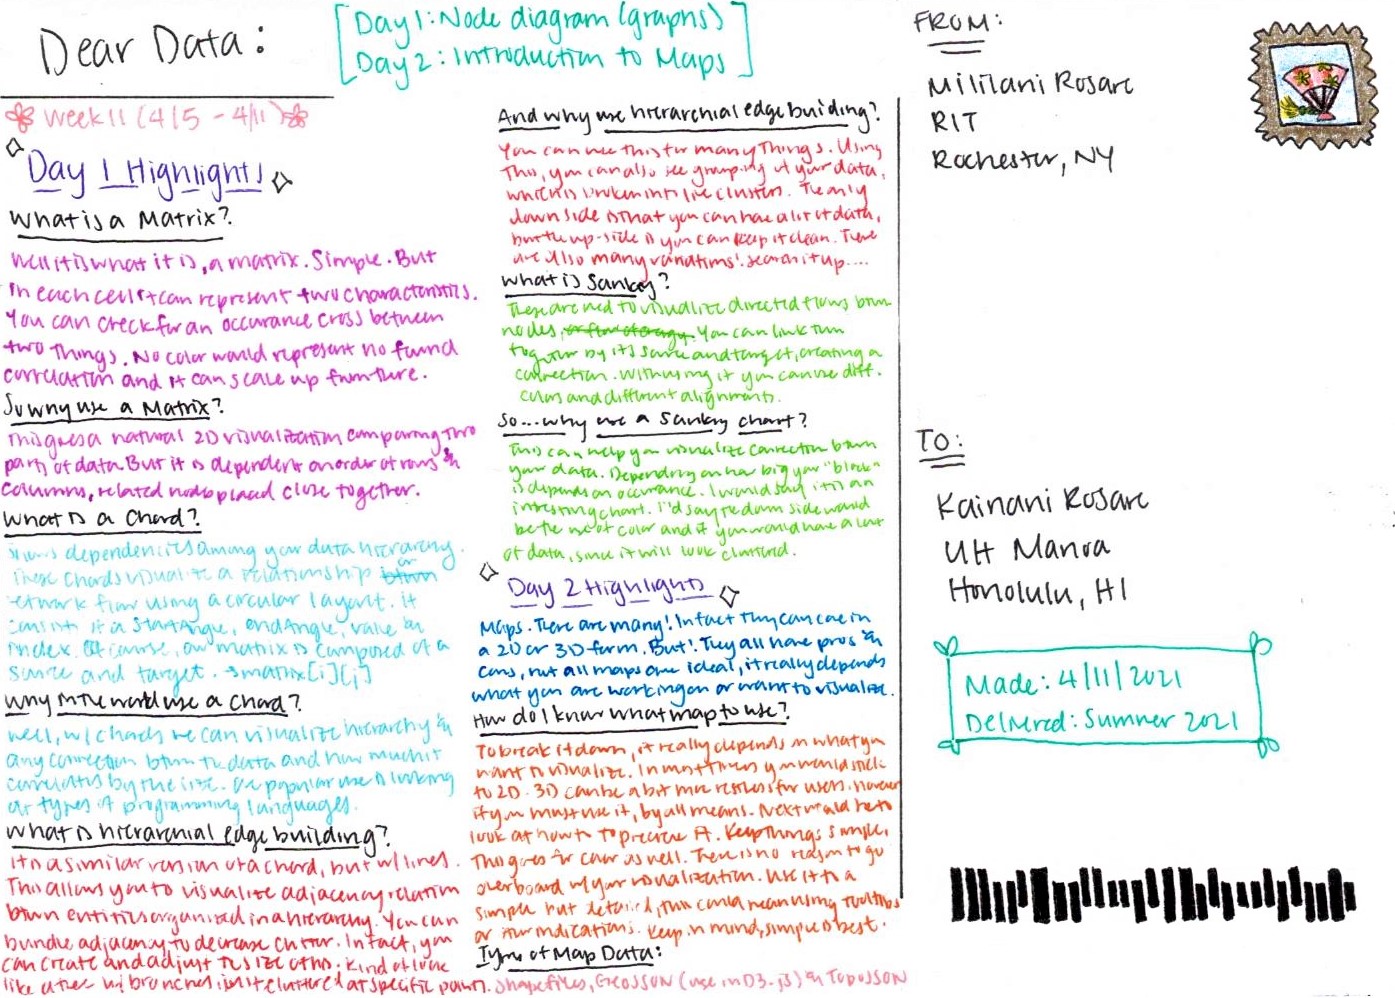 Dear Data:
[Day 1: Node diagram (graphs)
Day 2: Introduction to Maps]
Week 11 (4/5 - 4/11)
Day 1 Highlights
What is a Matrix?
Well it is what it is, a matrix. Simple. But
in each cell it can represent two characteristics.
You can check for an occurance cross between
two things. No color would represent no found
correlation and it can scale up furniture.
So why use a Matrix?
This gives a natural 2D visualization comparing two
parts of data. But it is dependent on order of rows &
columns, related nodes placed close together.
What is a Chord?
Shows dependencies among your data hierarchy.
These chords visualize a relationship or
network flow using a circular layout. it
consists of a startAngle, endAngle, value &
index. Of course, our matrix is composed of a
source and target. → matrix[i][j]
Why in the world use a Chord?
Well, w/ chords we can visualize hierarchy &
any connection btwn the data and how much it
correlates by the size. One popular use is looking
at types of programming languages.
What is hierarchial edge building?
It is a similar version of a chord, but w/ lines.
This allows you to visualize adjacency relation
btwn entities organized in a hierarchy. You can
bundle adjacency to decrease clutter. In fact, you
can create and adjust the size of this. Kind of look
like a tree w/ branches, just cluttered at specific points.
And why use hierarchial edge building?
You can use this for many things. Using
this, you can also see grouping of your data,
which is broken into like clusters. The only
down side is that you can have a lot of data,
but the up-side is you can keep it clean. There
are also many variations! Search it up....
What is Sankey?
These are used to visualize directed flows btwn
nodes. You can link them
together by it's source and target, creating a
connection. With using it you can use diff.
colors and different alignments.
So... why use a Sankey chart?
This can help you visualize connection btwn
your data. Depending on how big your "block"
is depends on occurance. I would say it is an
interesting chart. I'd say the down side would
be the use of color and if you would have a lot
of data, since it will look cluttered.
Day 2 Highlights
Maps. There are many! In fact they can come in
a 2D or 3D form. But! They all have pros &
cons, not all maps are ideal, it really depends
what you are working on or want to visualize.
How do I know what map to use?
To break it down, it really depends on what you
want to visualize. In most times you would stick
to 2D. 3D can be a bit more restless for users. However
if you must use it, by all means. Next would be to
look at how to to precieve it. Keep things simple.
This goes for color as well. There is no reason to go
overboard w/ your visualization. Use it to a
simple but detailed, this could mean using tooltips
or other indications. Keep in mind, simple is best.
Types of Map Data:
Shapefiles, GEOJSON (use in D3.js) & TOPOJSON
FROM:
Mililani Rosare
RIT
Rochester, NY
TO:
Kainani Rosare
UH Manoa
Honolulu, HI
Made: 4/11/2021
Delivered: Summer 2021